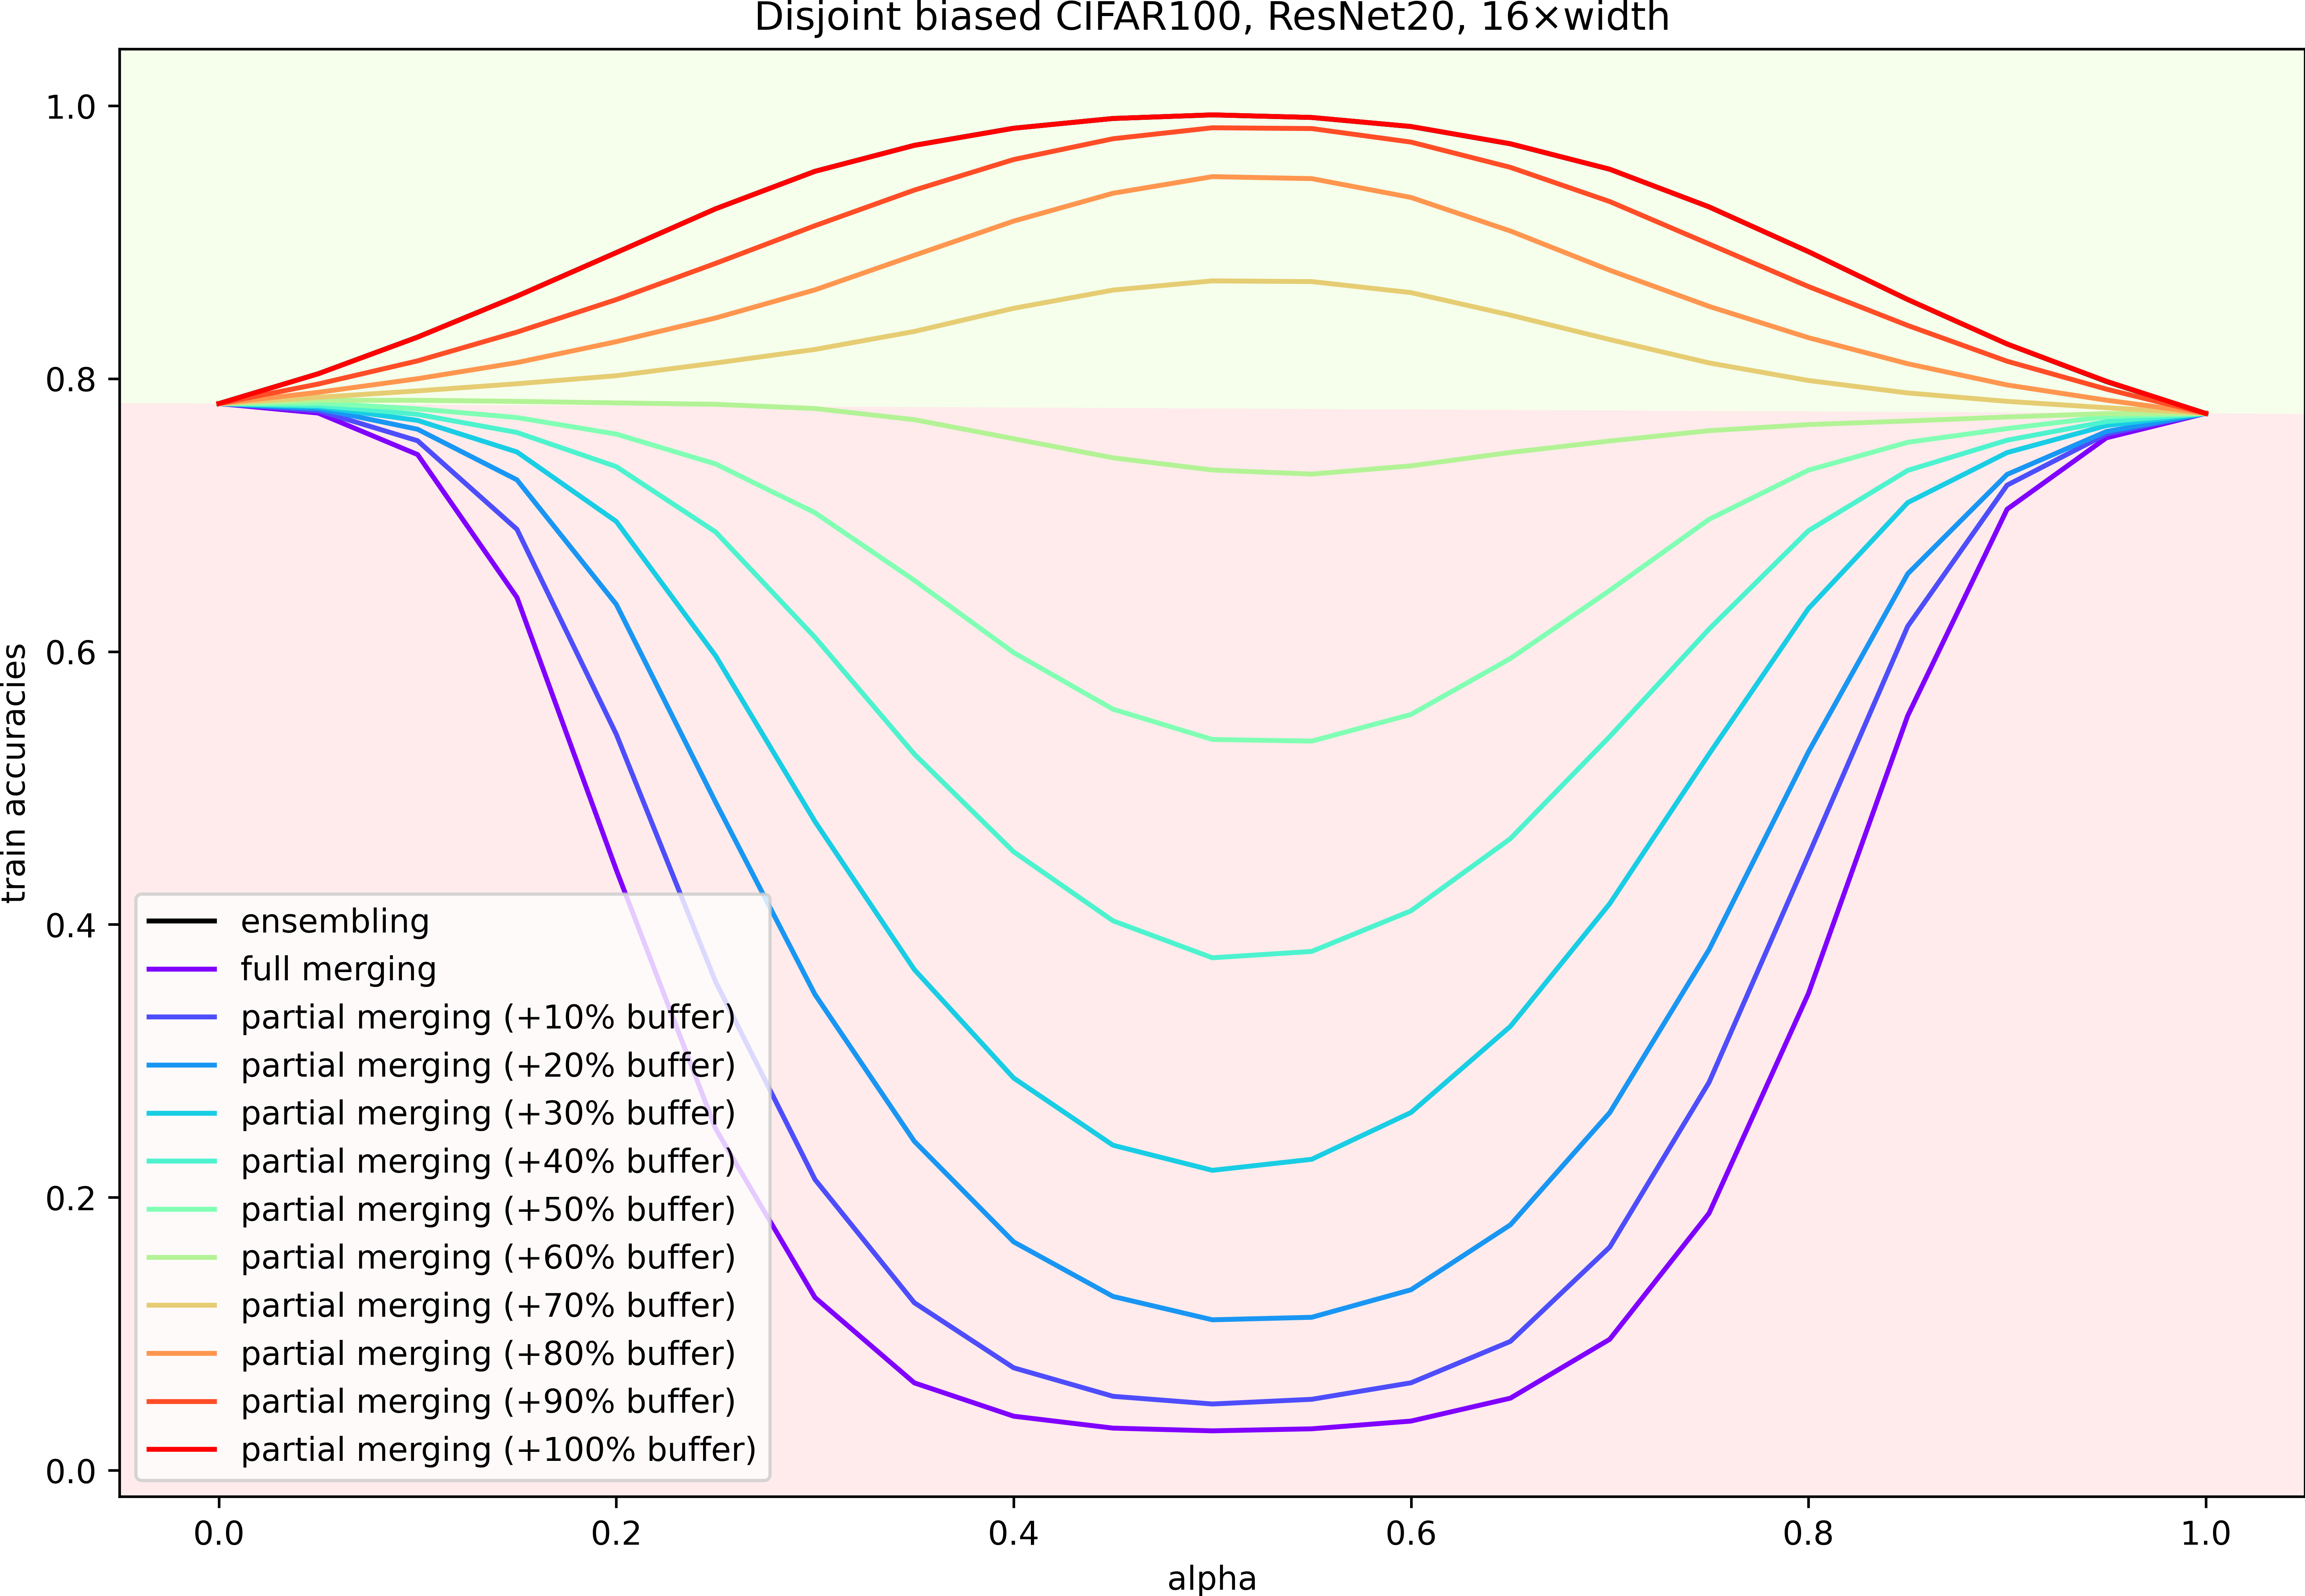 Disjoint biased CIFAR100, ResNet20, 16×width
train accuracies
1.0
0.8
0.6
0.4
0.2
0.0
ensembling
full merging
partial merging (+10% buffer)
partial merging (+20% buffer)
partial merging (+30% buffer)
partial merging (+40% buffer)
partial merging (+50% buffer)
partial merging (+60% buffer)
partial merging (+70% buffer)
partial merging (+80% buffer)
partial merging (+90% buffer)
partial merging (+100% buffer)
0.0 0.2 0.4 0.6 0.8 1.0
alpha